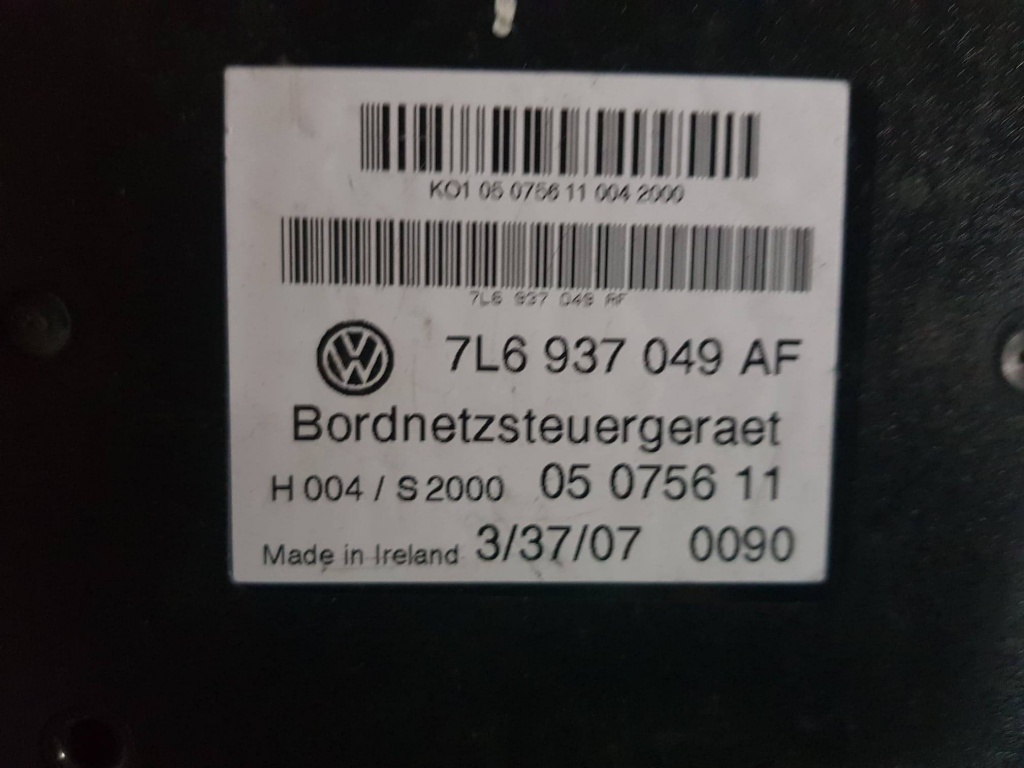 KO1 05 0756 11 004 2000
7L6 937 049 AF
7L6 937 049 AF
Bordnetzsteuergeraet
H 004 / S 2000 05 0756 11
Made in Ireland 3/37/07 0090